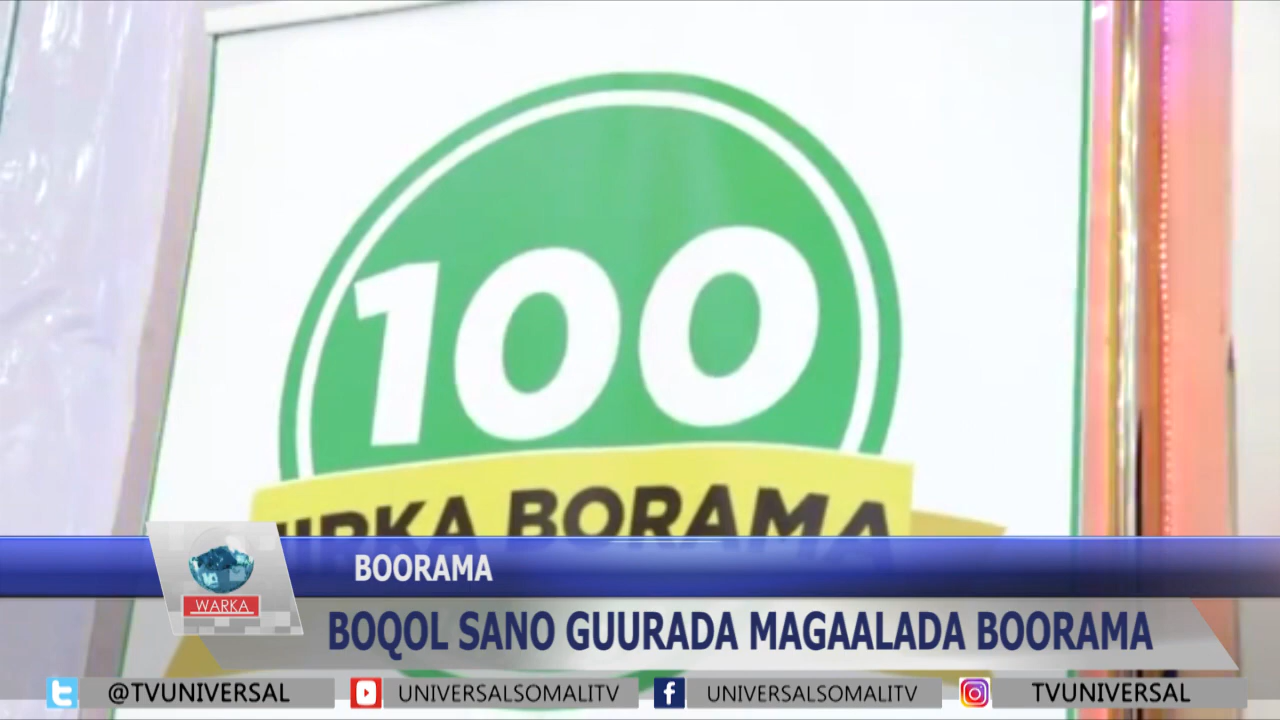 100
BORAMA
BOORAMA
WARKA
BOQOL SANO GUURADA MAGAALADA BOORAMA
@TVUNIVERSAL
UNIVERSALSOMALITV
UNIVERSALSOMALITV
TVUNIVERSAL